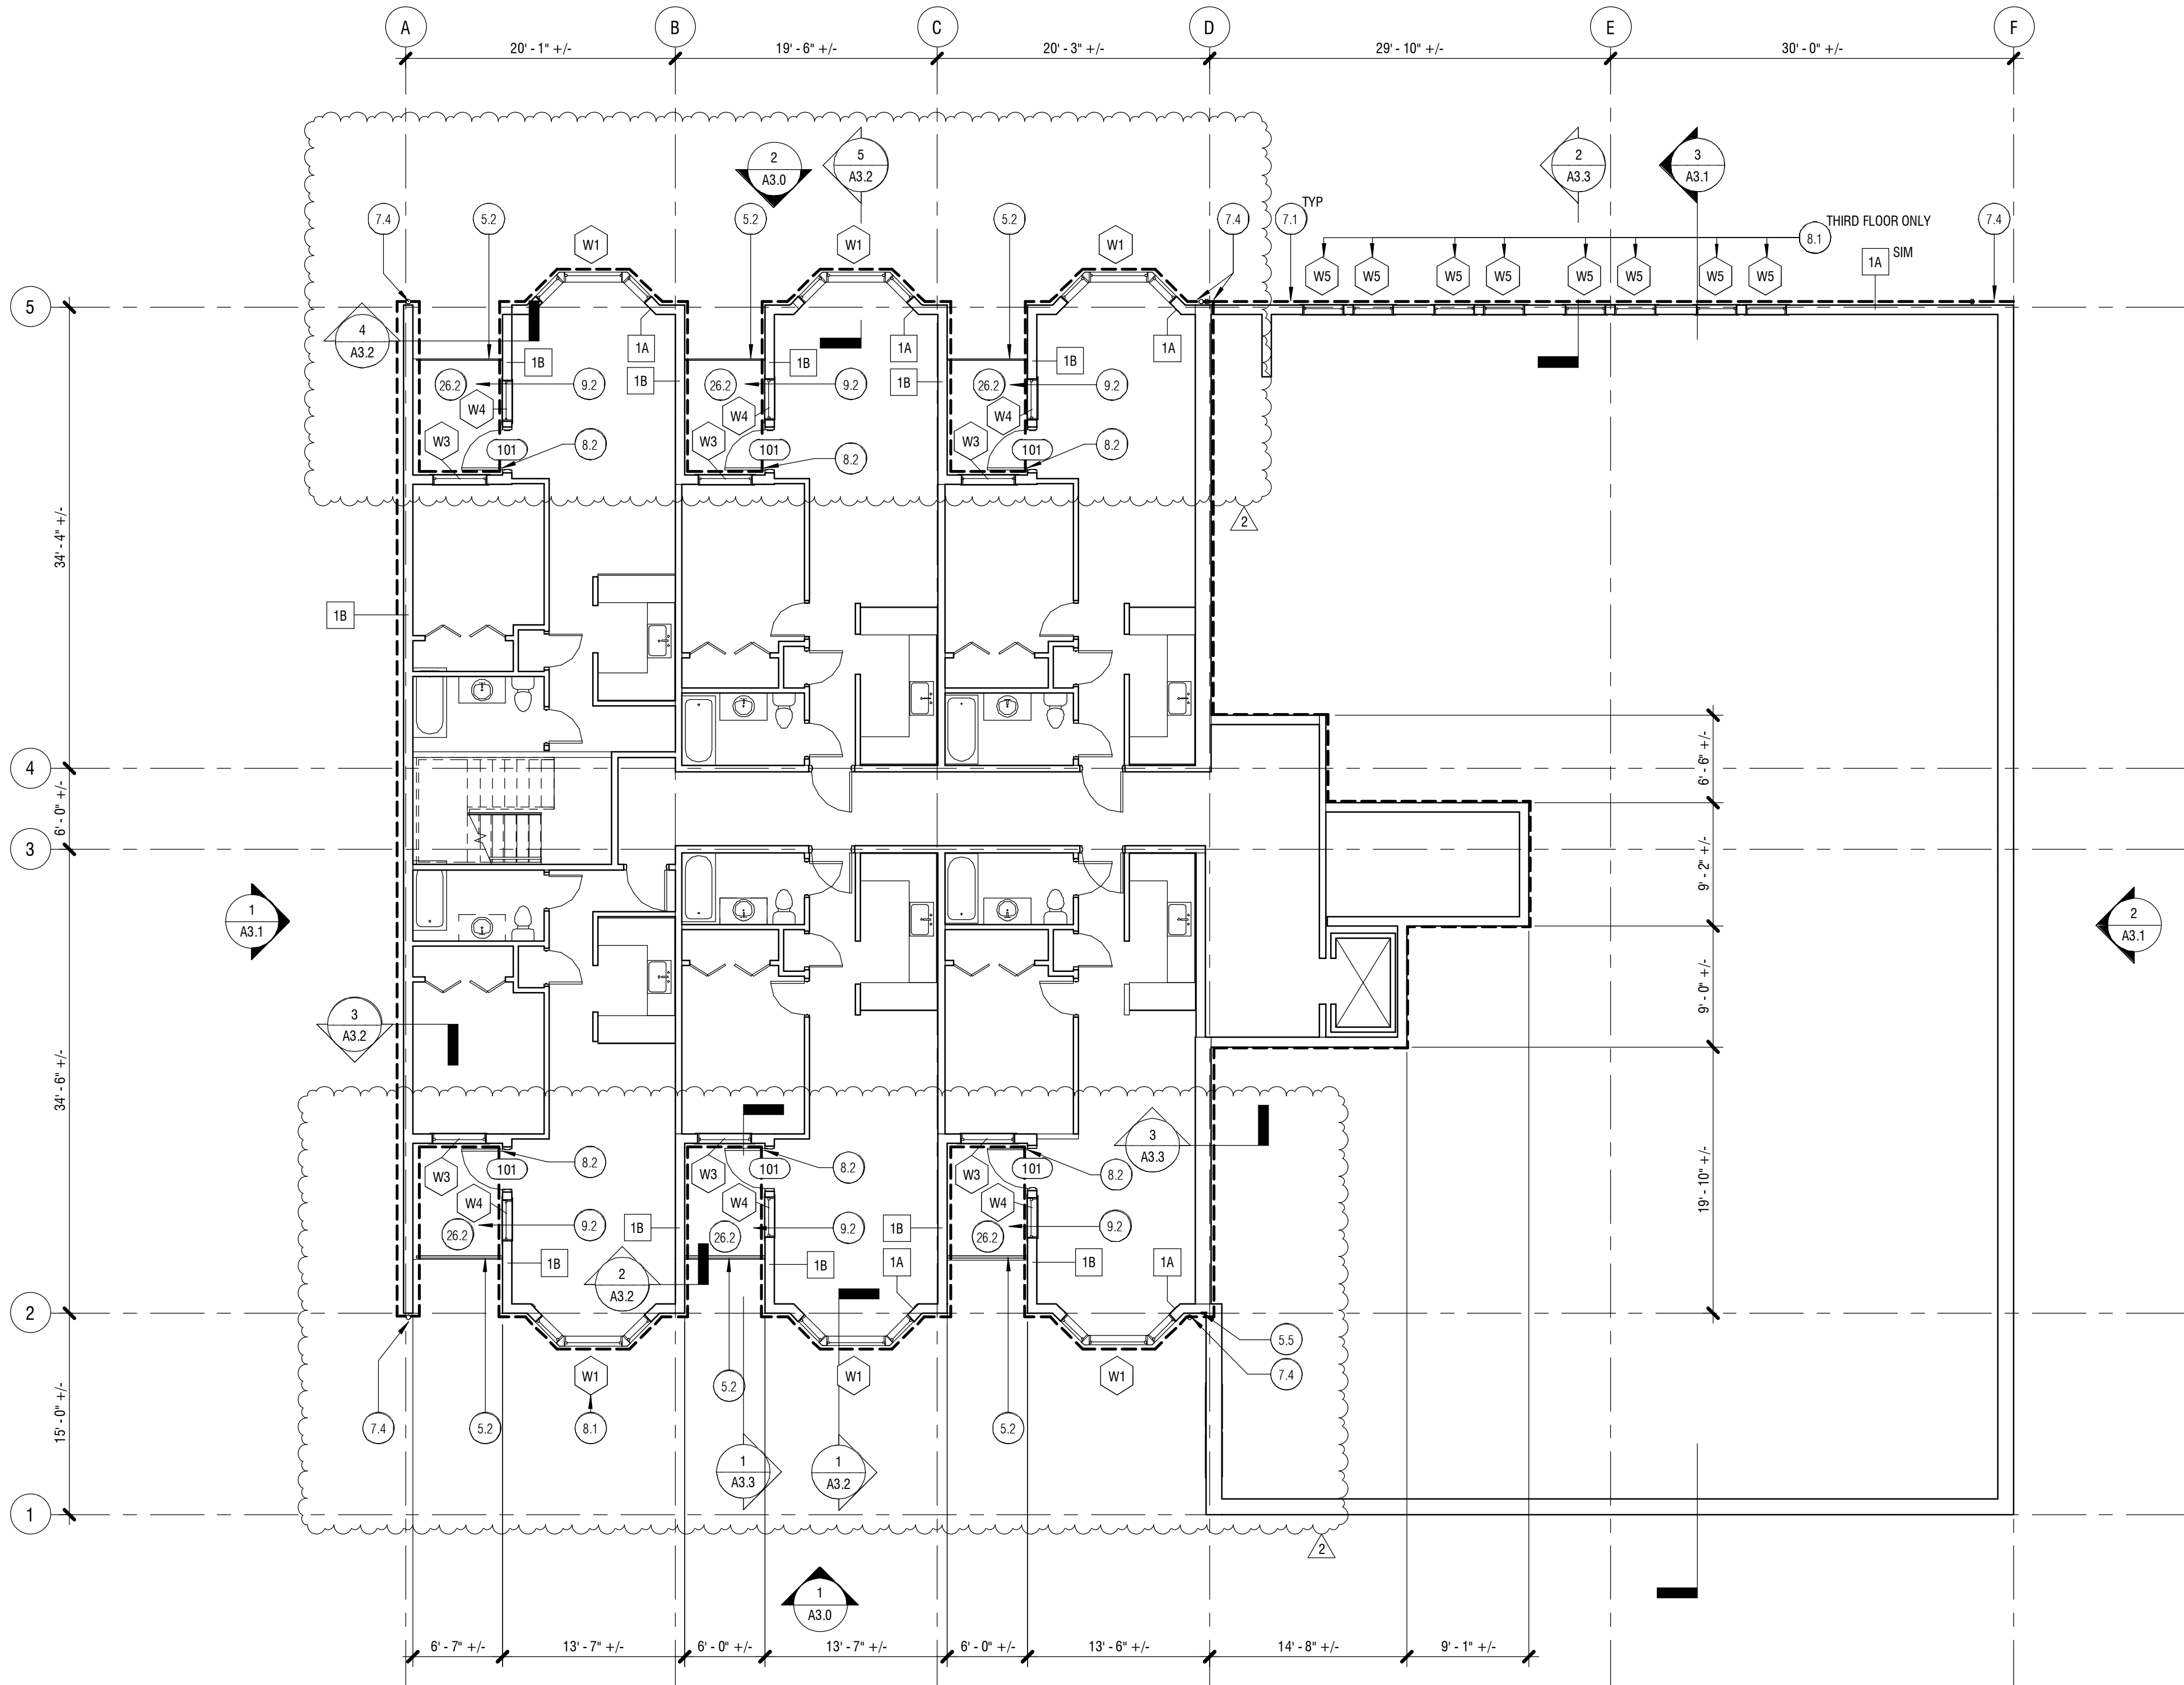 A
B
C
D
E
F
20' - 1" +/-
19' - 6" +/-
20' - 3" +/-
29' - 10" +/-
30' - 0" +/-
2
A3.0
5
A3.2
2
A3.3
3
A3.1
7.4
5.2
5.2
5.2
7.4
7.1
TYP
8.1
THIRD FLOOR ONLY
7.4
W1
W1
W1
W5
W5
W5
W5
W5
W5
W5
W5
1A
SIM
5
4
A3.2
1B
1A
1B
1B
1A
1B
1B
1A
26.2
9.2
26.2
9.2
26.2
9.2
W4
W4
W4
W3
101
8.2
W3
101
8.2
W3
101
8.2
2
34' - 4" +/-
1B
4
6' - 0" +/-
3
6' - 6" +/-
9' - 2" +/-
9' - 0" +/-
19' - 10" +/-
1
A3.1
2
A3.1
3
A3.2
34' - 6" +/-
3
A3.3
W3
101
8.2
W3
101
8.2
W3
101
8.2
W4
W4
W4
26.2
9.2
1B
26.2
9.2
1B
26.2
9.2
1B
1B
1A
1B
1A
2
A3.2
2
5.5
7.4
W1
W1
W1
5.2
7.4
5.2
8.1
5.2
15' - 0" +/-
1
A3.3
1
A3.2
1
2
1
A3.0
6' - 7" +/-
13' - 7" +/-
6' - 0" +/-
13' - 7" +/-
6' - 0" +/-
13' - 6" +/-
14' - 8" +/-
9' - 1" +/-